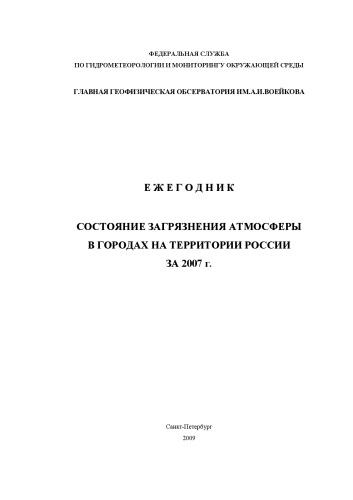 ФЕДЕРАЛЬНАЯ СЛУЖБА
ПО ГИДРОМЕТЕОРОЛОГИИ И МОНИТОРИНГУ ОКРУЖАЮЩЕЙ СРЕДЫ
ГЛАВНАЯ ГЕОФИЗИЧЕСКАЯ ОБСЕРВАТОРИЯ ИМ.А.И.ВОЕЙКОВА
Е Ж Е Г О Д Н И К
СОСТОЯНИЕ ЗАГРЯЗНЕНИЯ АТМОСФЕРЫ
В ГОРОДАХ НА ТЕРРИТОРИИ РОССИИ
ЗА 2007 г.
Санкт-Петербург
2009